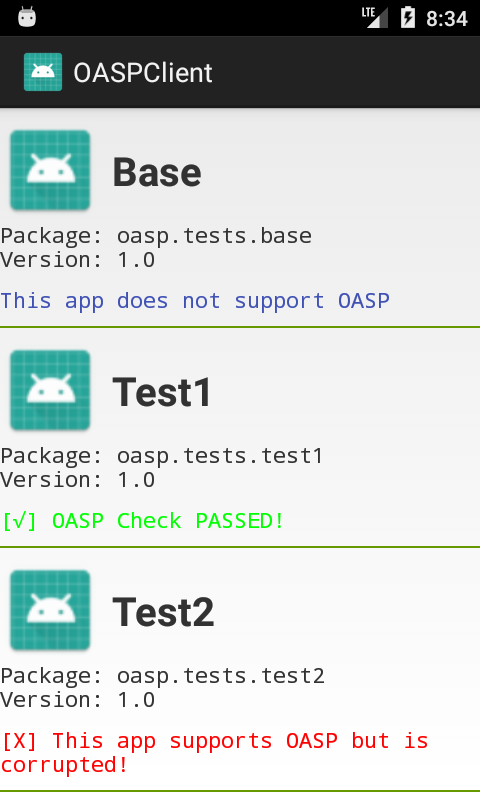 LTE 8:34
OASPClient
Base
Package: oasp.tests.base
Version: 1.0
This app does not support OASP
Test1
Package: oasp.tests.test1
Version: 1.0
[√] OASP Check PASSED!
Test2
Package: oasp.tests.test2
Version: 1.0
[X] This app supports OASP but is
corrupted!